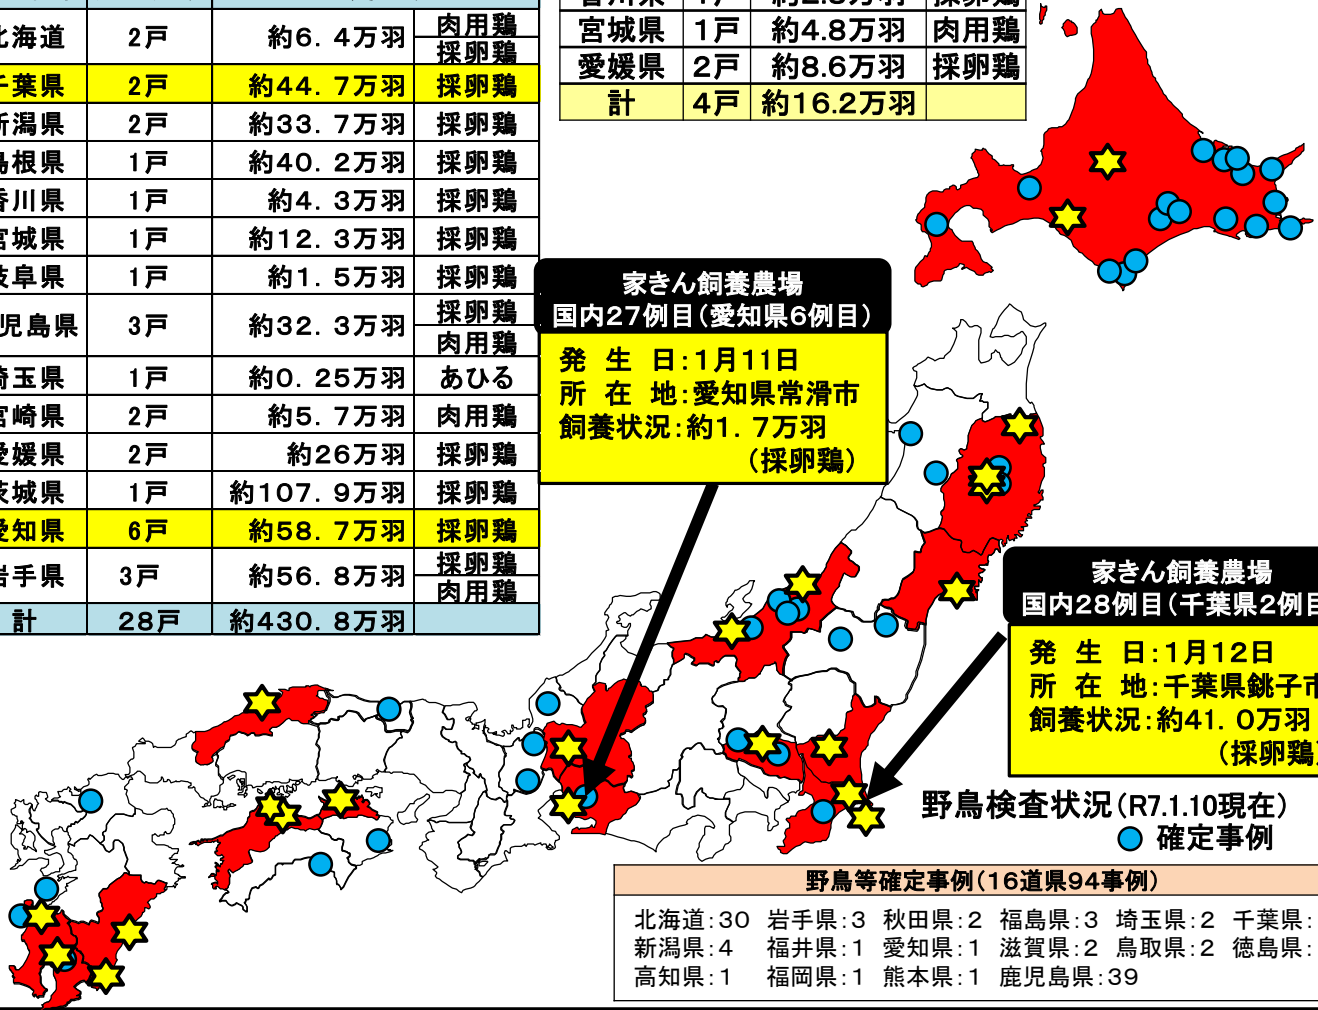 北海道 2戸 約6.4万羽 肉用鶏
採卵鶏
千葉県 2戸 約44.7万羽 採卵鶏
新潟県 2戸 約33.7万羽 採卵鶏
島根県 1戸 約40.2万羽 採卵鶏
香川県 1戸 約4.3万羽 採卵鶏
宮城県 1戸 約12.3万羽 採卵鶏
岐阜県 1戸 約1.5万羽 採卵鶏
児島県 3戸 約32.3万羽 採卵鶏
肉用鶏
埼玉県 1戸 約0.25万羽 あひる
宮崎県 2戸 約5.7万羽 肉用鶏
愛媛県 2戸 約26万羽 採卵鶏
茨城県 1戸 約107.9万羽 採卵鶏
愛知県 6戸 約58.7万羽 採卵鶏
岩手県 3戸 約56.8万羽 採卵鶏
肉用鶏
計 28戸 約430.8万羽
香川県 1戸 約2.8万羽 採卵鶏
宮城県 1戸 約4.8万羽 肉用鶏
愛媛県 2戸 約8.6万羽 採卵鶏
計 4戸 約16.2万羽
家きん飼養農場
国内27例目(愛知県6例目)
発生日:1月11日
所在地:愛知県常滑市
飼養状況:約1.7万羽
(採卵鶏)
家きん飼養農場
国内28例目(千葉県2例目
発生日:1月12日
所在地:千葉県銚子市
飼養状況:約41.0万羽
(採卵鶏)
野鳥検査状況(R7.1.10現在)
確定事例
野鳥等確定事例(16道県94事例)
北海道:30 岩手県:3 秋田県:2 福島県:3 埼玉県:2 千葉県:
新潟県:4 福井県:1 愛知県:1 滋賀県:2 鳥取県:2 徳島県:
高知県:1 福岡県:1 熊本県:1 鹿児島県:39